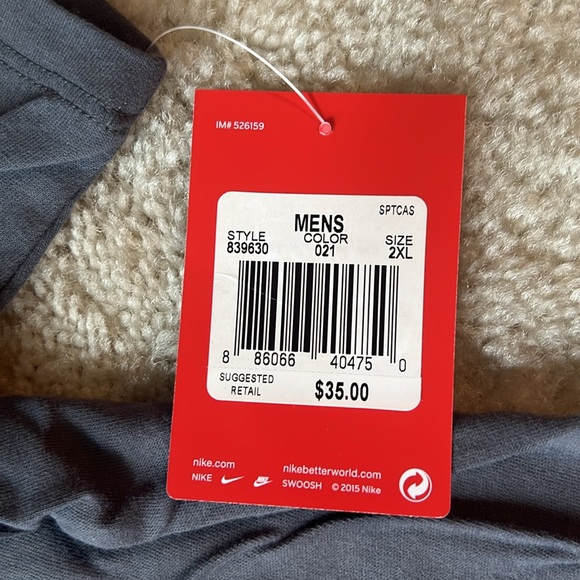 IM# 526159
SPTCAS
MENS
STYLE COLOR SIZE
839630 021 2XL
8 86066 40475 0
SUGGESTED RETAIL $35.00
nike.com nikebetterworld.com
NIKE SWOOSH © 2015 Nike